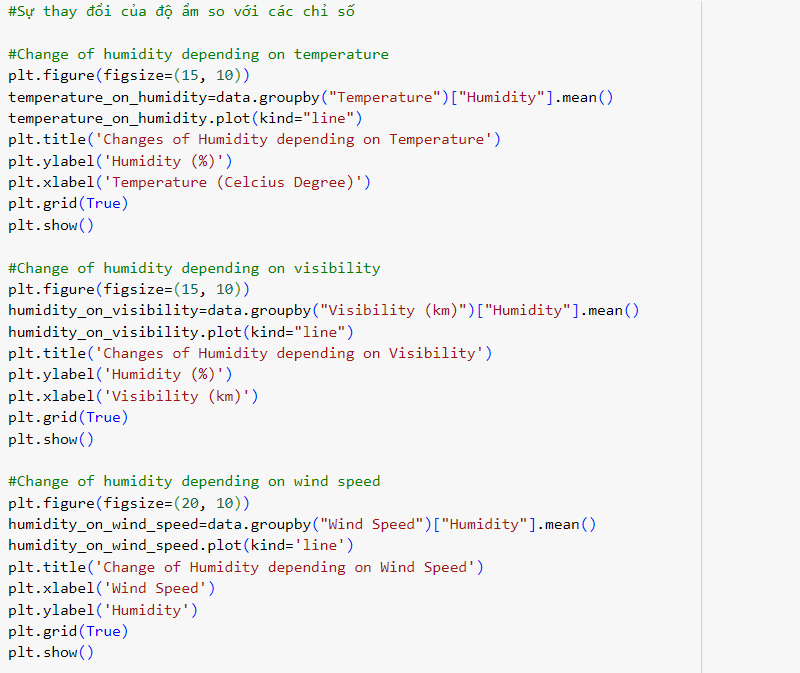 #Sự thay đổi của độ ẩm so với các chỉ số
#Change of humidity depending on temperature
plt.figure(figsize=(15, 10))
temperature_on_humidity=data.groupby("Temperature")["Humidity"].mean()
temperature_on_humidity.plot(kind="line")
plt.title('Changes of Humidity depending on Temperature')
plt.ylabel('Humidity (%)')
plt.xlabel('Temperature (Celcius Degree)')
plt.grid(True)
plt.show()
#Change of humidity depending on visibility
plt.figure(figsize=(15, 10))
humidity_on_visibility=data.groupby("Visibility (km)")["Humidity"].mean()
humidity_on_visibility.plot(kind="line")
plt.title('Changes of Humidity depending on Visibility')
plt.ylabel('Humidity (%)')
plt.xlabel('Visibility (km)')
plt.grid(True)
plt.show()
#Change of humidity depending on wind speed
plt.figure(figsize=(20, 10))
humidity_on_wind_speed=data.groupby("Wind Speed")["Humidity"].mean()
humidity_on_wind_speed.plot(kind='line')
plt.title('Change of Humidity depending on Wind Speed')
plt.xlabel('Wind Speed')
plt.ylabel('Humidity')
plt.grid(True)
plt.show()